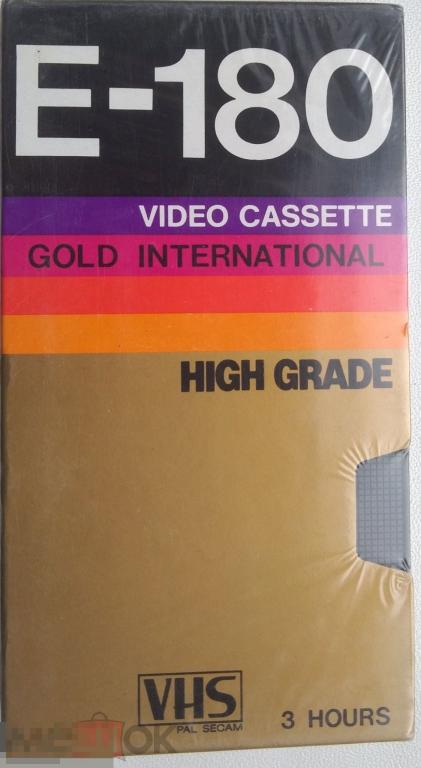 E-180
VIDEO CASSETTE
GOLD INTERNATIONAL
HIGH GRADE
VHS
PAL SECAM
3 HOURS